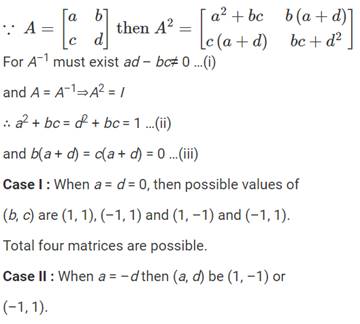 ∵ A = [a b; c d] then A² = [a² + bc b(a + d); c(a + d) bc + d²]
For A⁻¹ must exist ad – bc≠ 0 ...(i)
and A = A⁻¹⇒A² = I
∴ a² + bc = d² + bc = 1 ...(ii)
and b(a + d) = c(a + d) = 0 ...(iii)
Case I : When a = d = 0, then possible values of
(b, c) are (1, 1), (–1, 1) and (1, –1) and (–1, 1).
Total four matrices are possible.
Case II : When a = –d then (a, d) be (1, –1) or
(–1, 1).